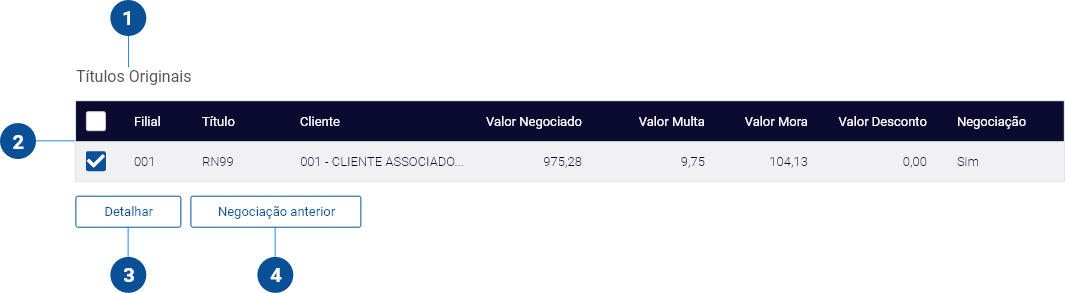 1
Títulos Originais
Filial Título Cliente Valor Negociado Valor Multa Valor Mora Valor Desconto Negociação
2
001 RN99 001 - CLIENTE ASSOCIADO... 975,28 9,75 104,13 0,00 Sim
Detalhar Negociação anterior
3 4